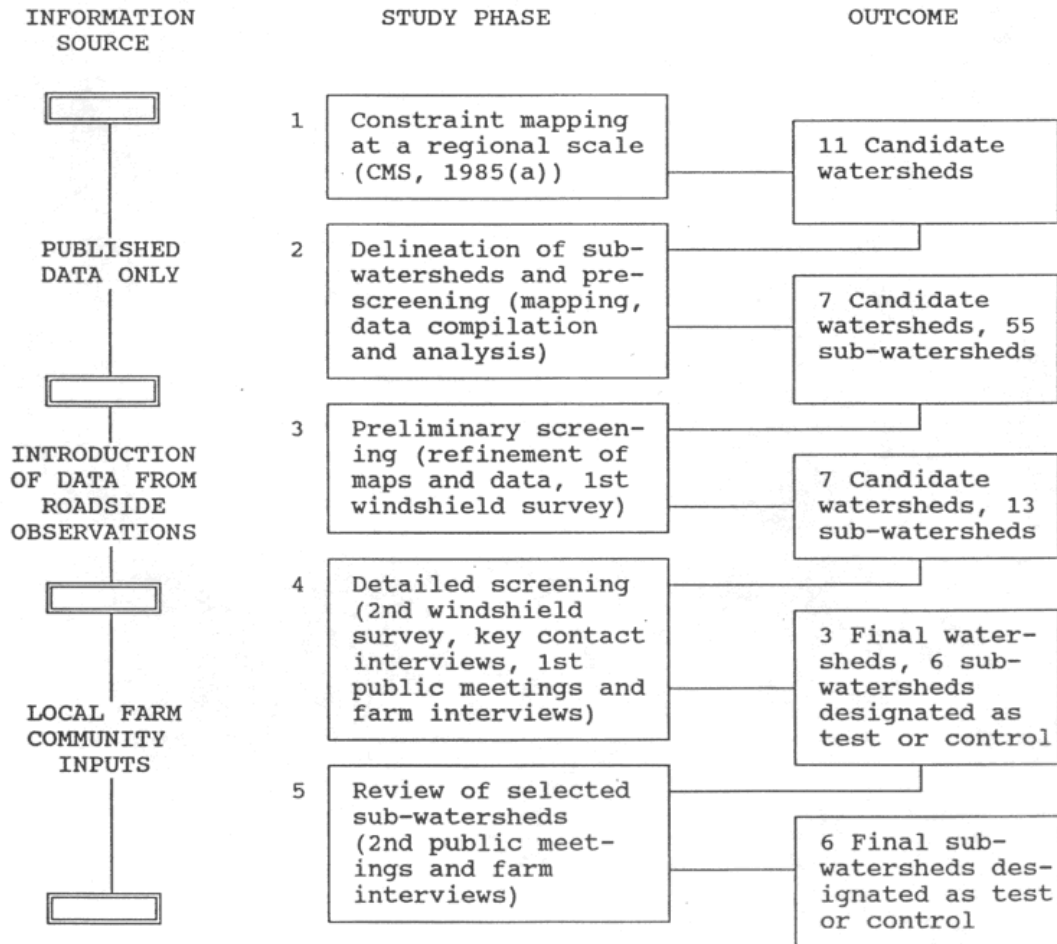 INFORMATION
SOURCE
STUDY PHASE
OUTCOME
PUBLISHED
DATA ONLY
INTRODUCTION
OF DATA FROM
ROADSIDE
OBSERVATIONS
LOCAL FARM
COMMUNITY
INPUTS
1
Constraint mapping
at a regional scale
(CMS, 1985(a))
11 Candidate
watersheds
2
Delineation of sub-
watersheds and pre-
screening (mapping,
data compilation
and analysis)
7 Candidate
watersheds, 55
sub-watersheds
3
Preliminary screen-
ing (refinement of
maps and data, 1st
windshield survey)
7 Candidate
watersheds, 13
sub-watersheds
4
Detailed screening
(2nd windshield
survey, key contact
interviews, 1st
public meetings and
farm interviews)
3 Final water-
sheds, 6 sub-
watersheds
designated as
test or control
5
Review of selected
sub-watersheds
(2nd public meet-
ings and farm
interviews)
6 Final sub-
watersheds des-
ignated as test
or control